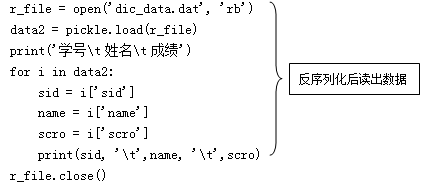 r_file = open('dic_data.dat', 'rb')
data2 = pickle.load(r_file)
print('学号\t姓名\t成绩')
for i in data2:
    sid = i['sid']
    name = i['name']
    scro = i['scro']
    print(sid, '\t',name, '\t',scro)
r_file.close()
反序列化后读出数据